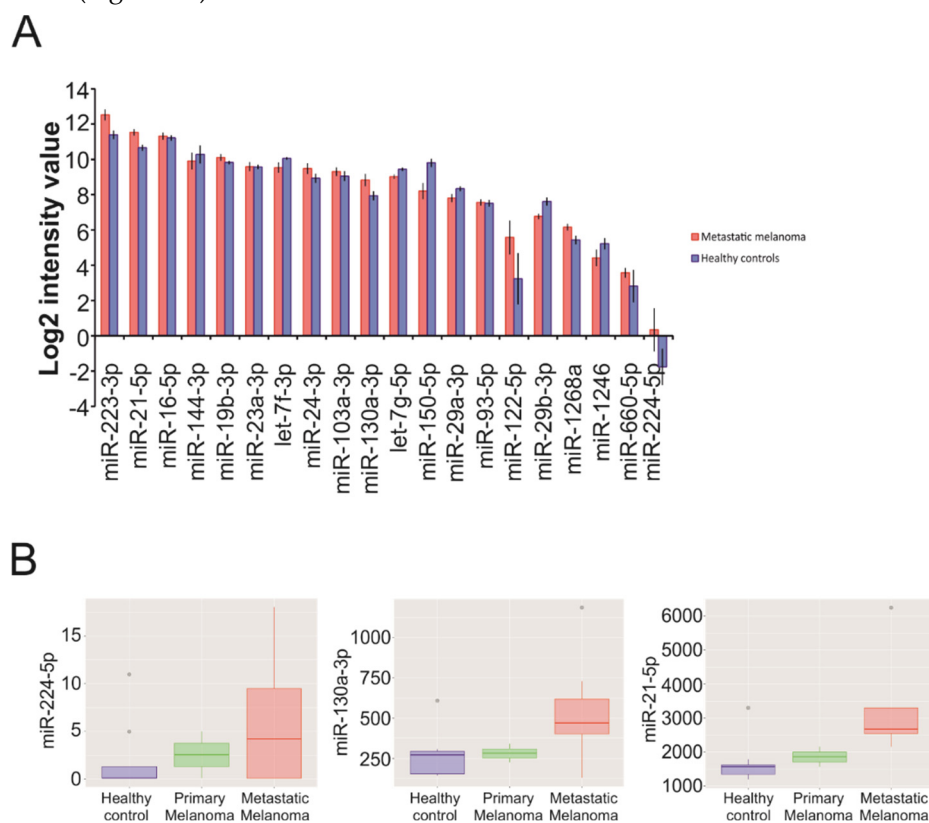 A
Log2 intensity value
14
12
10
8
6
4
2
0
-2
-4
miR-223-3p
miR-21-5p
miR-16-5p
miR-144-3p
miR-19b-3p
miR-23a-3p
let-7f-3p
miR-24-3p
miR-103a-3p
miR-130a-3p
let-7g-5p
miR-150-5p
miR-29a-3p
miR-93-5p
miR-122-5p
miR-29b-3p
miR-1268a
miR-1246
miR-660-5p
miR-224-5p
Metastatic melanoma
Healthy controls
B
miR-224-5p
15
10
5
0
Healthy
control
Primary
Melanoma
Metastatic
Melanoma
miR-130a-3p
1000
750
500
250
Healthy
control
Primary
Melanoma
Metastatic
Melanoma
miR-21-5p
6000
5000
4000
3000
2000
1000
Healthy
control
Primary
Melanoma
Metastatic
Melanoma